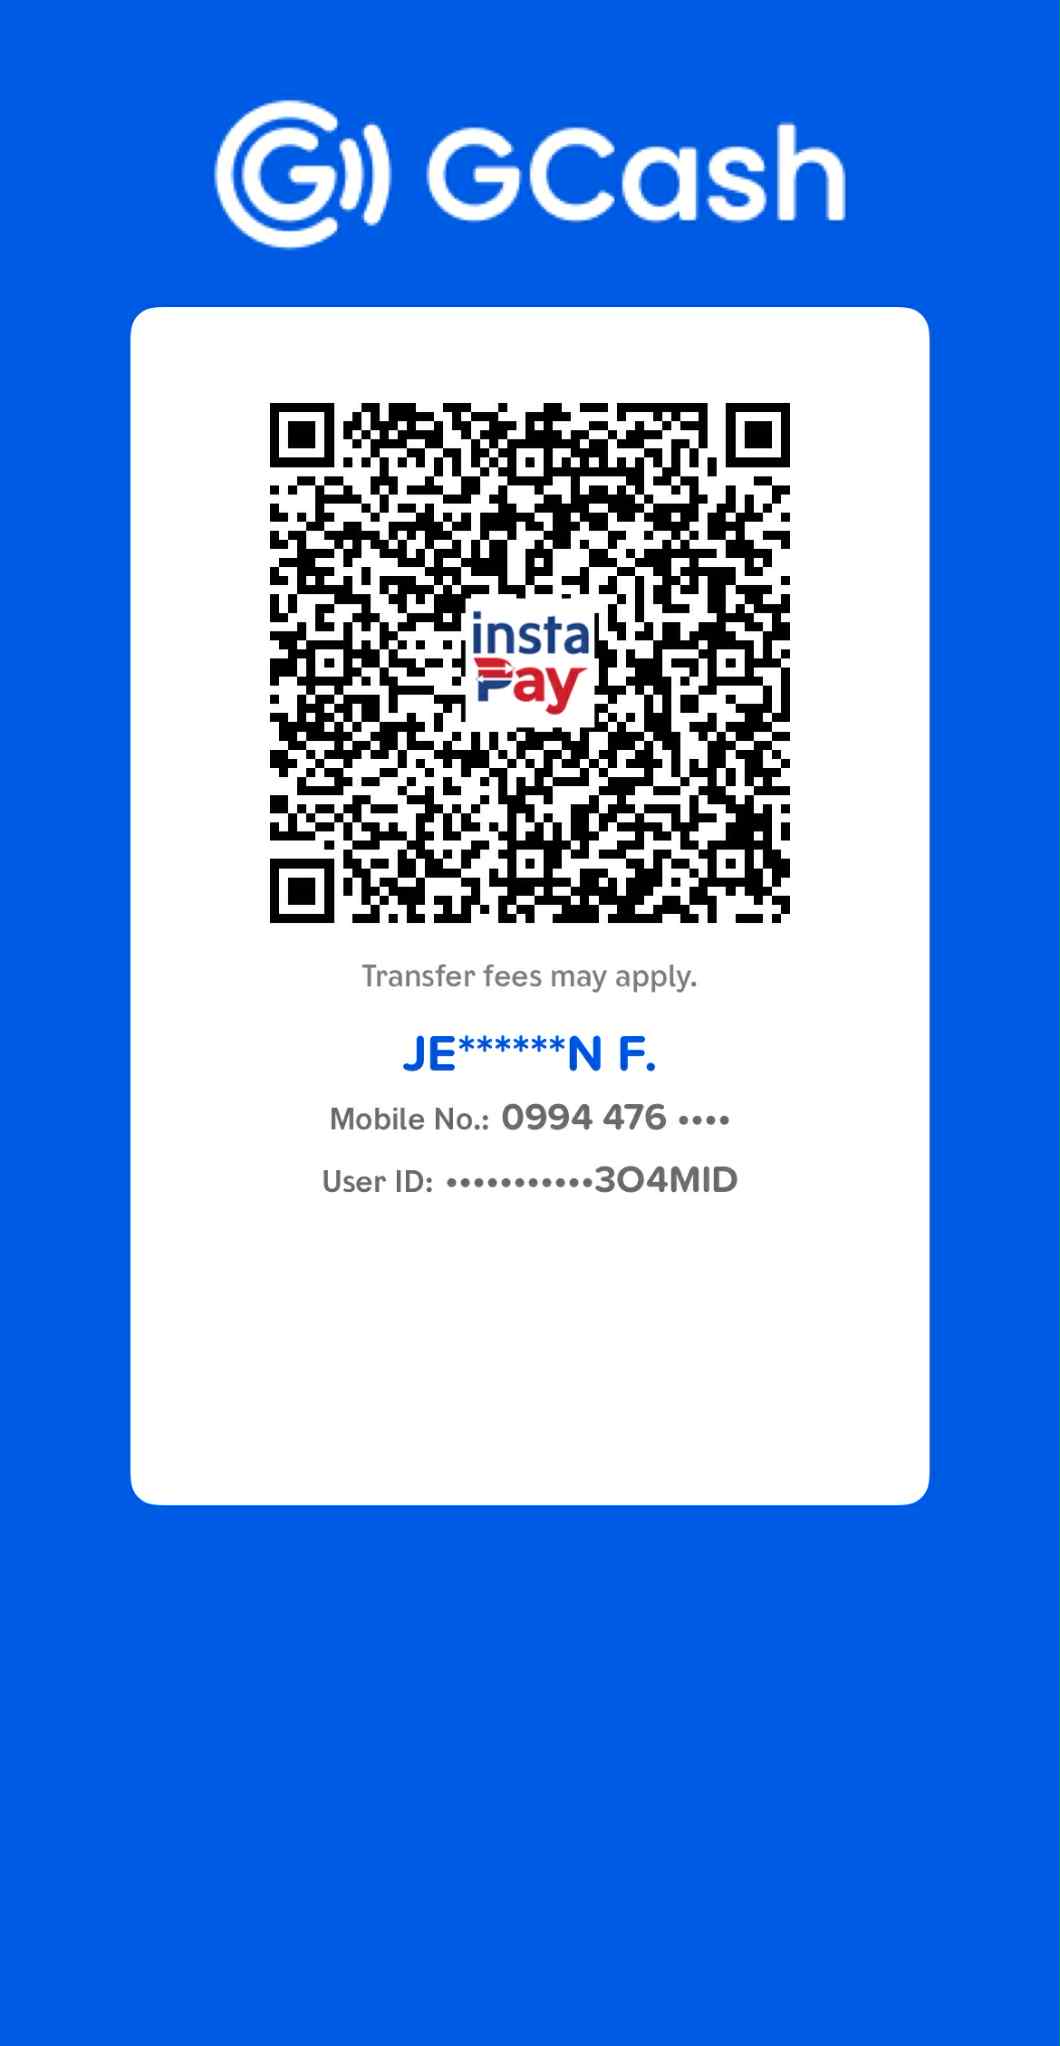 GCash
insta
Pay
Transfer fees may apply.
JE******N F.
Mobile No.: 0994 476 ••••
User ID: •••••••••••3O4MID